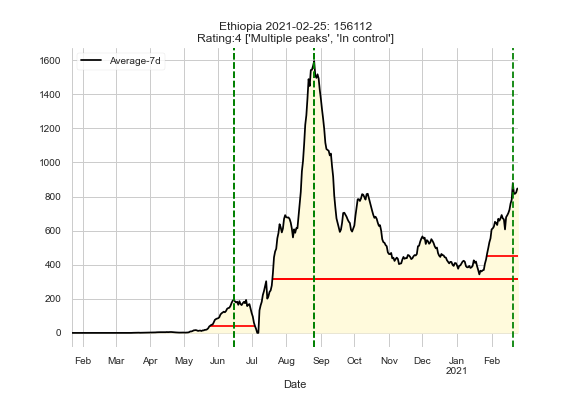 Ethiopia 2021-02-25: 156112
Rating:4 ['Multiple peaks', 'In control']
Average-7d
1600
1400
1200
1000
800
600
400
200
0
Feb Mar Apr May Jun Jul Aug Sep Oct Nov Dec Jan Feb
2021
Date